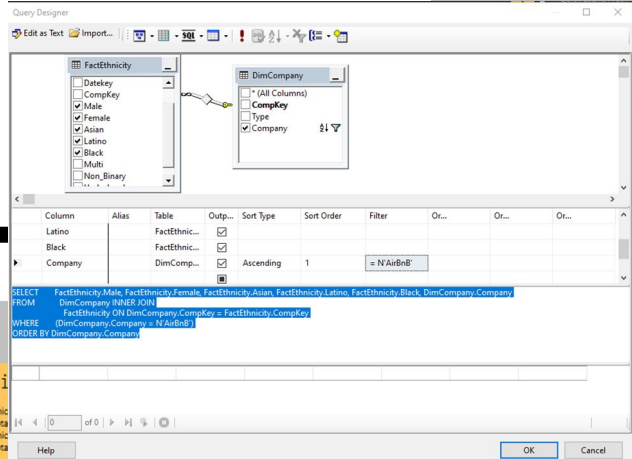 Query Designer
Edit as Text Import... SQL
FactEthnicity
Datekey
CompKey
Male
Female
Asian
Latino
Black
Multi
Non_Binary
DimCompany
* (All Columns)
CompKey
Type
Company
Column Alias Table Outp... Sort Type Sort Order Filter Or... Or... Or...
Latino FactEthnic...
Black FactEthnic...
Company DimComp... Ascending 1 = N'AirBnB'
SELECT FactEthnicity.Male, FactEthnicity.Female, FactEthnicity.Asian, FactEthnicity.Latino, FactEthnicity.Black, DimCompany.Company
FROM DimCompany INNER JOIN
FactEthnicity ON DimCompany.CompKey = FactEthnicity.CompKey
WHERE (DimCompany.Company = N'AirBnB')
ORDER BY DimCompany.Company
0 of 0
Help OK Cancel